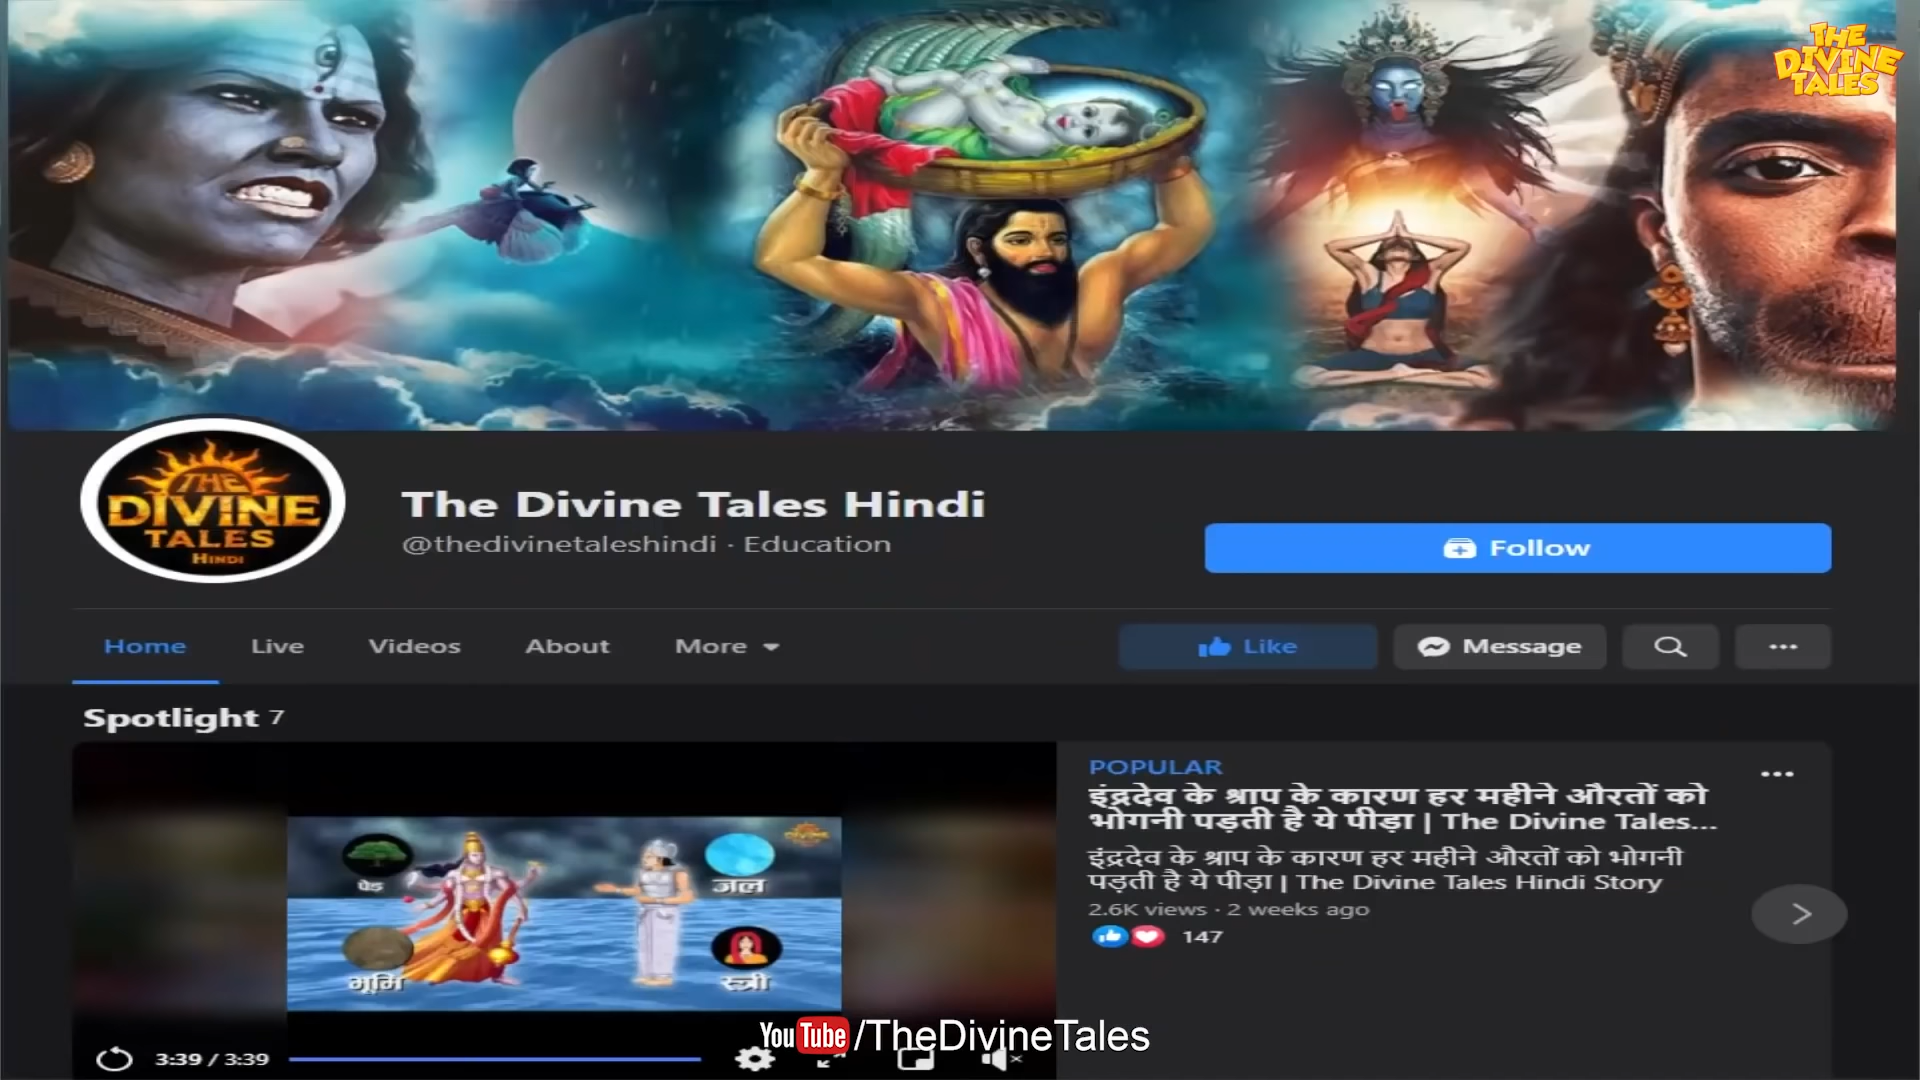 THE
DIVINE
TALES
THE
DIVINE
TALES
HINDI
The Divine Tales Hindi
@thedivinetaleshindi · Education
Follow
Home Live Videos About More
Like Message
Spotlight 7
DIVINE
पेड़
जल
भूमि
स्त्री
3:39 / 3:39
POPULAR
इंद्रदेव के श्राप के कारण हर महीने औरतों को
भोगनी पड़ती है ये पीड़ा | The Divine Tales...
इंद्रदेव के श्राप के कारण हर महीने औरतों को भोगनी
पड़ती है ये पीड़ा | The Divine Tales Hindi Story
2.6K views · 2 weeks ago
147
YouTube/TheDivineTales